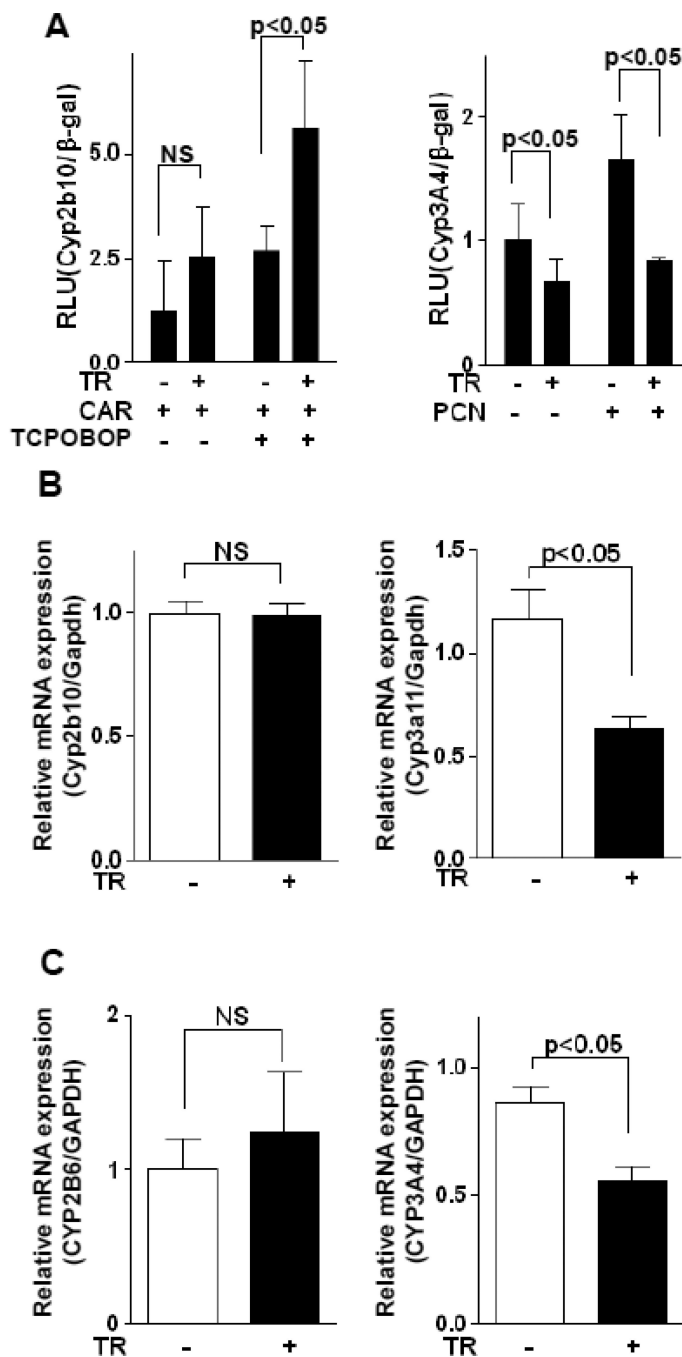 A
RLU(Cyp2b10/β-gal)
5.0
2.5
0.0
NS
p<0.05
TR - + - +
CAR + + + +
TCPOBOP - - + +
RLU(Cyp3A4/β-gal)
2
1
0
p<0.05
p<0.05
TR - + - +
PCN - - + +
B
Relative mRNA expression
(Cyp2b10/Gapdh)
1.0
0.5
0.0
NS
TR - +
Relative mRNA expression
(Cyp3a11/Gapdh)
1.5
1.0
0.5
0.0
p<0.05
TR - +
C
Relative mRNA expression
(CYP2B6/GAPDH)
2
1
0
NS
TR - +
Relative mRNA expression
(CYP3A4/GAPDH)
1.0
0.5
0.0
p<0.05
TR - +